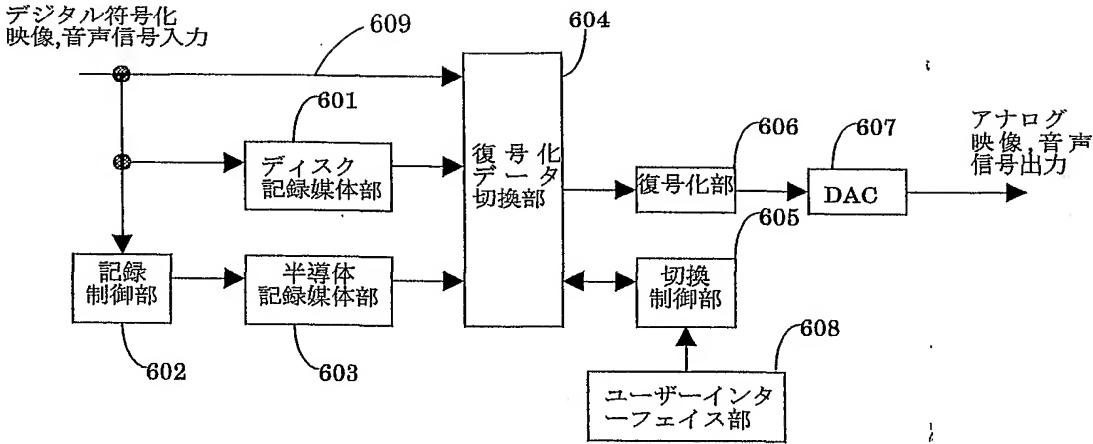 デジタル符号化
映像,音声信号入力
609
604
601
ディスク
記録媒体部
復号化
データ
切換部
606
復号化部
607
DAC
アナログ
映像,音声
信号出力
605
記録
制御部
602
半導体
記録媒体部
603
切換
制御部
608
ユーザーインタ
ーフェイス部